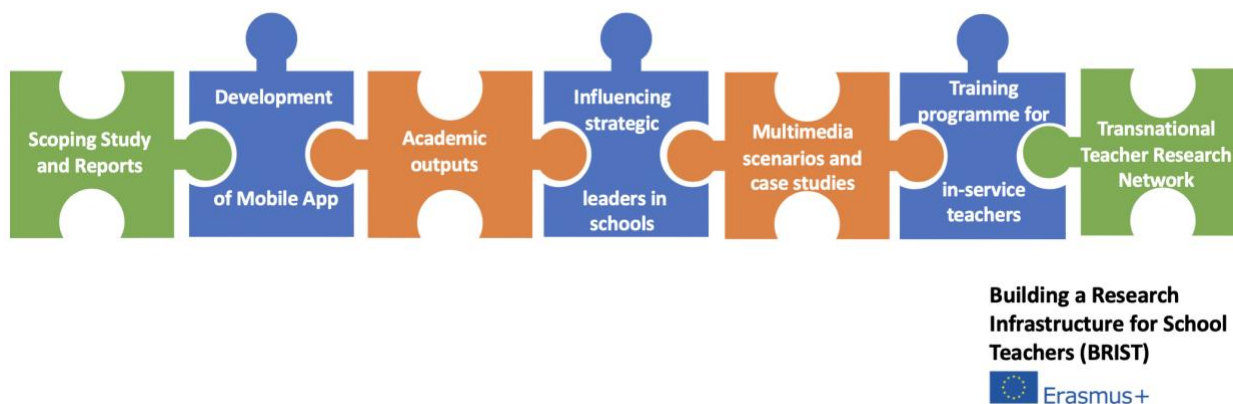 Scoping Study
and Reports
Development
of Mobile App
Academic
outputs
Influencing
strategic
leaders in
schools
Multimedia
scenarios and
case studies
Training
programme for
in-service
teachers
Transnational
Teacher Research
Network
Building a Research
Infrastructure for School
Teachers (BRIST)
Erasmus+